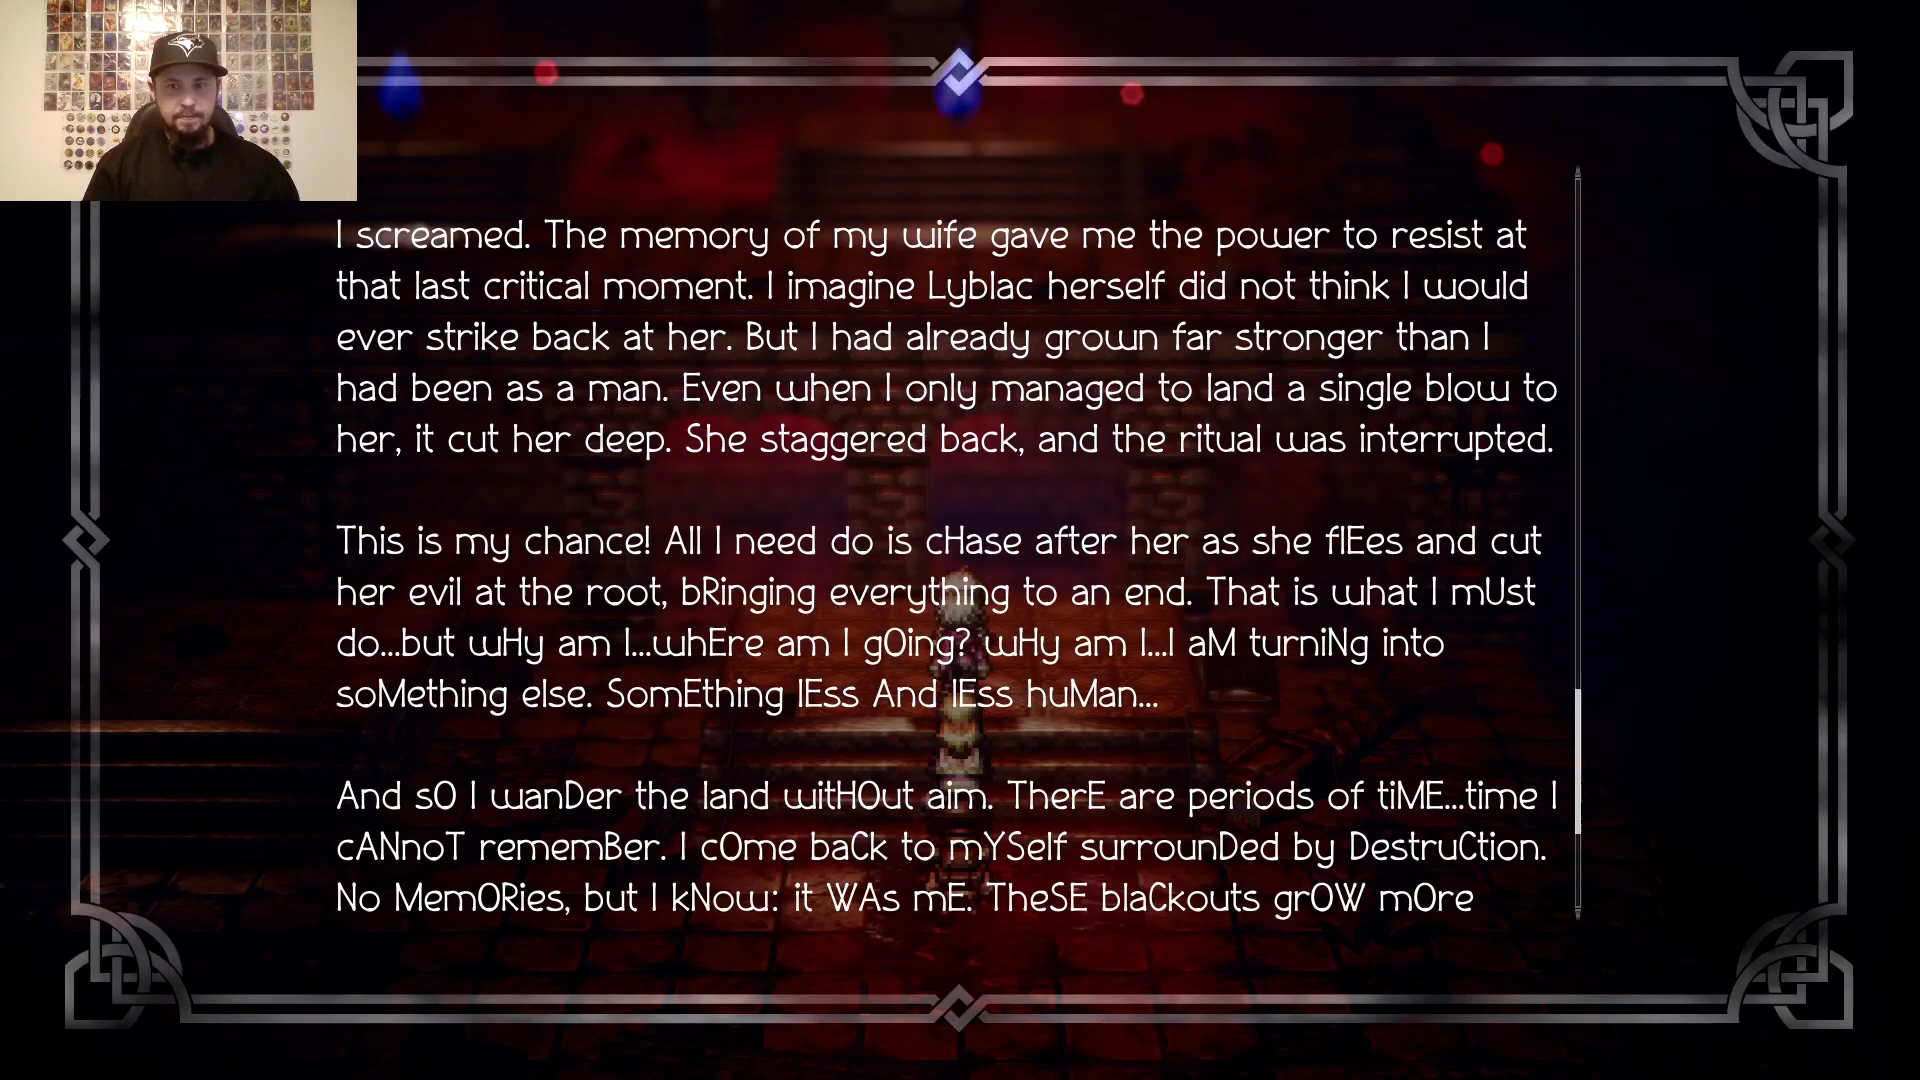 I screamed. The memory of my wife gave me the power to resist at
that last critical moment. I imagine Lyblac herself did not think I would
ever strike back at her. But I had already grown far stronger than I
had been as a man. Even when I only managed to land a single blow to
her, it cut her deep. She staggered back, and the ritual was interrupted.
This is my chance! All I need do is cHase after her as she flEes and cut
her evil at the root, bRinging everything to an end. That is what I mUst
do...but wHy am I...whEre am I gOing? wHy am I...I aM turniNg into
soMething else. SomEthing lEss And lEss huMan...
And sO I wanDer the land witHOut aim. TherE are periods of tiME...time I
cANnoT rememBer. I cOme baCk to mYSelf surrounDed by DestruCtion.
No MemORies, but I kNow: it WAs mE. TheSE blaCkouts grOW mOre